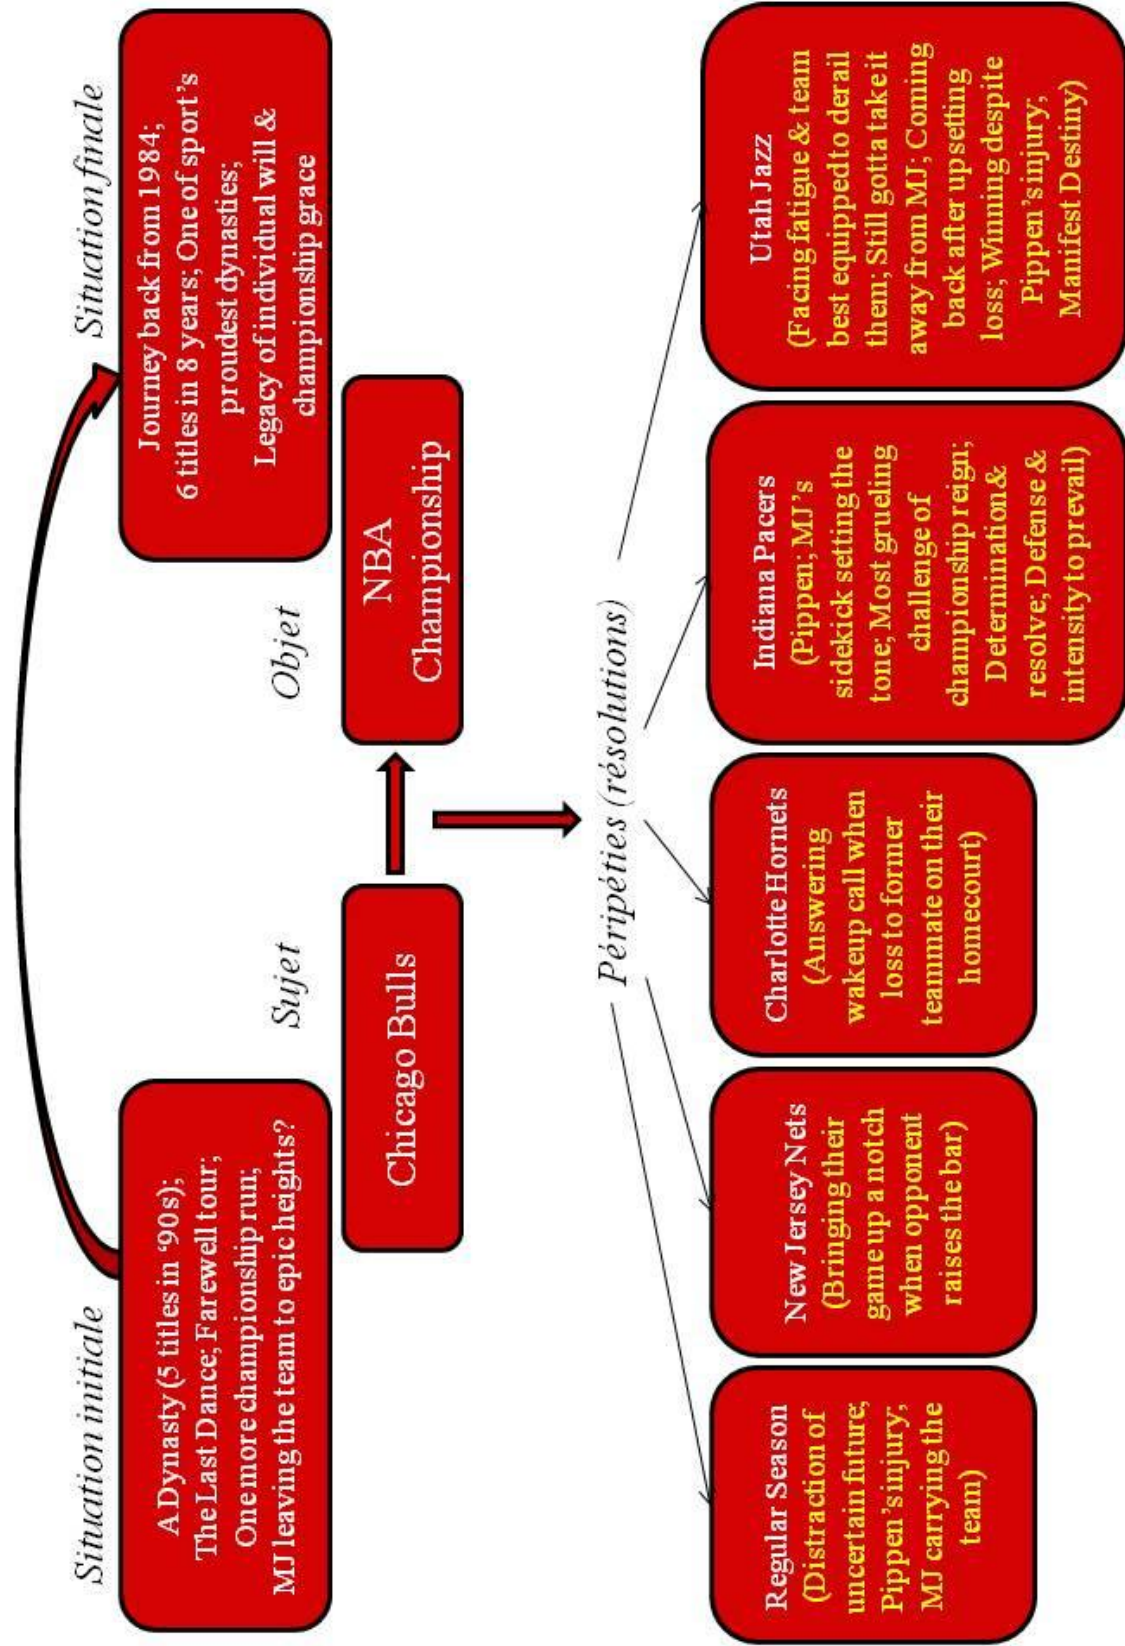 Situation initiale
A Dynasty (5 titles in ‘90s);
The Last Dance; Farewell tour;
One more championship run;
MJ leaving the team to epic heights?
Situation finale
Journey back from 1984;
6 titles in 8 years; One of sport’s
proudest dynasties;
Legacy of individual will &
championship grace
Sujet
Chicago Bulls
Objet
NBA
Championship
Péripéties (résolutions)
Regular Season
(Distraction of
uncertain future;
Pippen’s injury;
MJ carrying the
team)
New Jersey Nets
(Bringing their
game up a notch
when opponent
raises the bar)
Charlotte Hornets
(Answering
wakeup call when
loss to former
teammate on their
homecourt)
Indiana Pacers
(Pippen; MJ’s
sidekick setting the
tone; Most grueling
challenge of
championship reign;
Determination &
resolve; Defense &
intensity to prevail)
Utah Jazz
(Facing fatigue & team
best equipped to derail
them; Still gotta take it
away from MJ; Coming
back after upsetting
loss; Winning despite
Pippen’s injury;
Manifest Destiny)